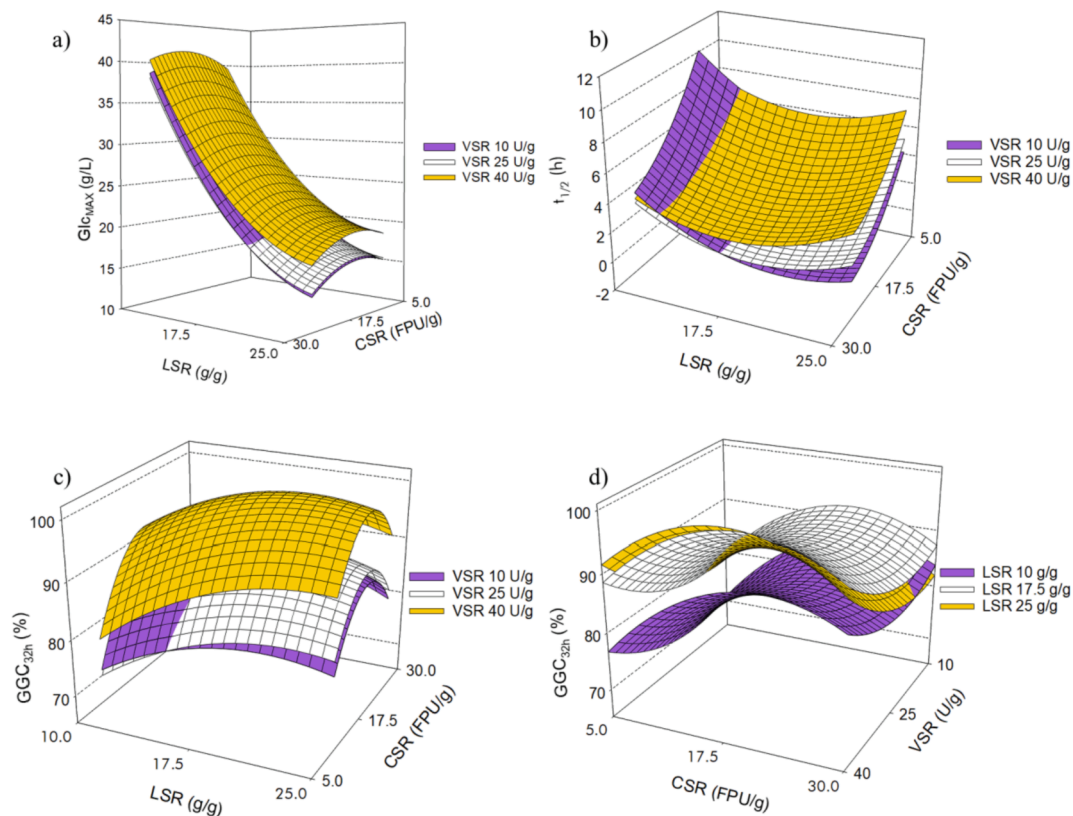 a)
45
40
35
30
25
20
15
10
Glc_MAX (g/L)
17.5
25.0
LSR (g/g)
30.0
17.5
5.0
CSR (FPU/g)
VSR 10 U/g
VSR 25 U/g
VSR 40 U/g
b)
12
10
8
6
4
2
0
-2
t_1/2 (h)
17.5
25.0
LSR (g/g)
30.0
17.5
5.0
CSR (FPU/g)
VSR 10 U/g
VSR 25 U/g
VSR 40 U/g
c)
100
90
80
70
GGC_32h (%)
10.0
17.5
25.0
LSR (g/g)
5.0
17.5
30.0
CSR (FPU/g)
VSR 10 U/g
VSR 25 U/g
VSR 40 U/g
d)
100
90
80
70
GGC_32h (%)
5.0
17.5
30.0
CSR (FPU/g)
40
25
10
VSR (U/g)
LSR 10 g/g
LSR 17.5 g/g
LSR 25 g/g